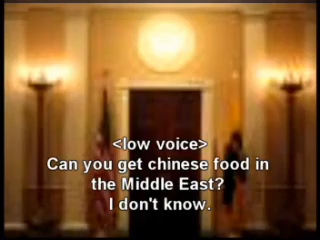 <low voice>
Can you get chinese food in
the Middle East?
I don't know.